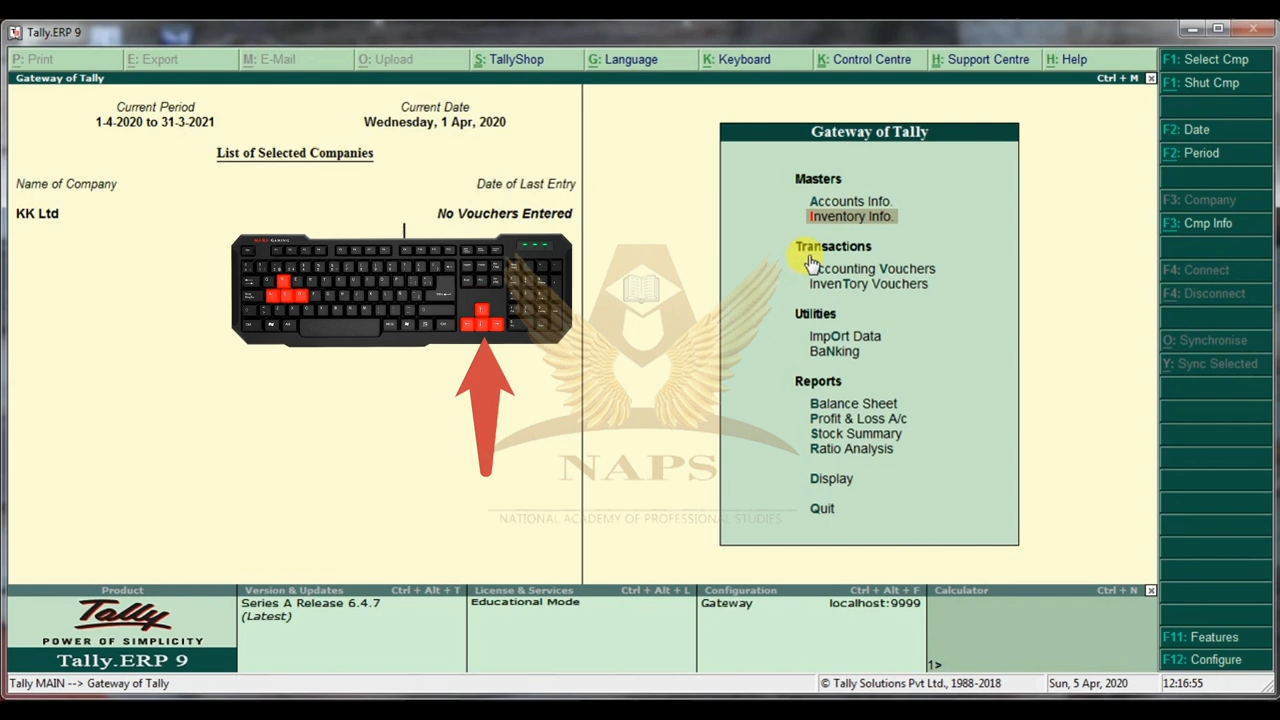 Tally.ERP 9
P: Print
E: Export
M: E-Mail
O: Upload
S: TallyShop
G: Language
K: Keyboard
K: Control Centre
H: Support Centre
H: Help
Gateway of Tally
Ctrl + M
Current Period
1-4-2020 to 31-3-2021
Current Date
Wednesday, 1 Apr, 2020
List of Selected Companies
Name of Company
Date of Last Entry
KK Ltd
No Vouchers Entered
Gateway of Tally
Masters
Accounts Info.
Inventory Info.
Transactions
Accounting Vouchers
InvenTory Vouchers
Utilities
ImpOrt Data
BaNking
Reports
Balance Sheet
Profit & Loss A/c
Stock Summary
Ratio Analysis
Display
Quit
NAPS
NATIONAL ACADEMY OF PROFESSIONAL STUDIES
F1: Select Cmp
F1: Shut Cmp
F2: Date
F2: Period
F3: Company
F3: Cmp Info
F4: Connect
F4: Disconnect
O: Synchronise
Y: Sync Selected
F11: Features
F12: Configure
Product
Tally
POWER OF SIMPLICITY
Tally.ERP 9
Version & Updates
Ctrl + Alt + T
Series A Release 6.4.7
(Latest)
License & Services
Ctrl + Alt + L
Educational Mode
Configuration
Ctrl + Alt + F
Gateway
localhost:9999
Calculator
Ctrl + N
1>
Tally MAIN --> Gateway of Tally
© Tally Solutions Pvt Ltd., 1988-2018
Sun, 5 Apr, 2020
12:16:55